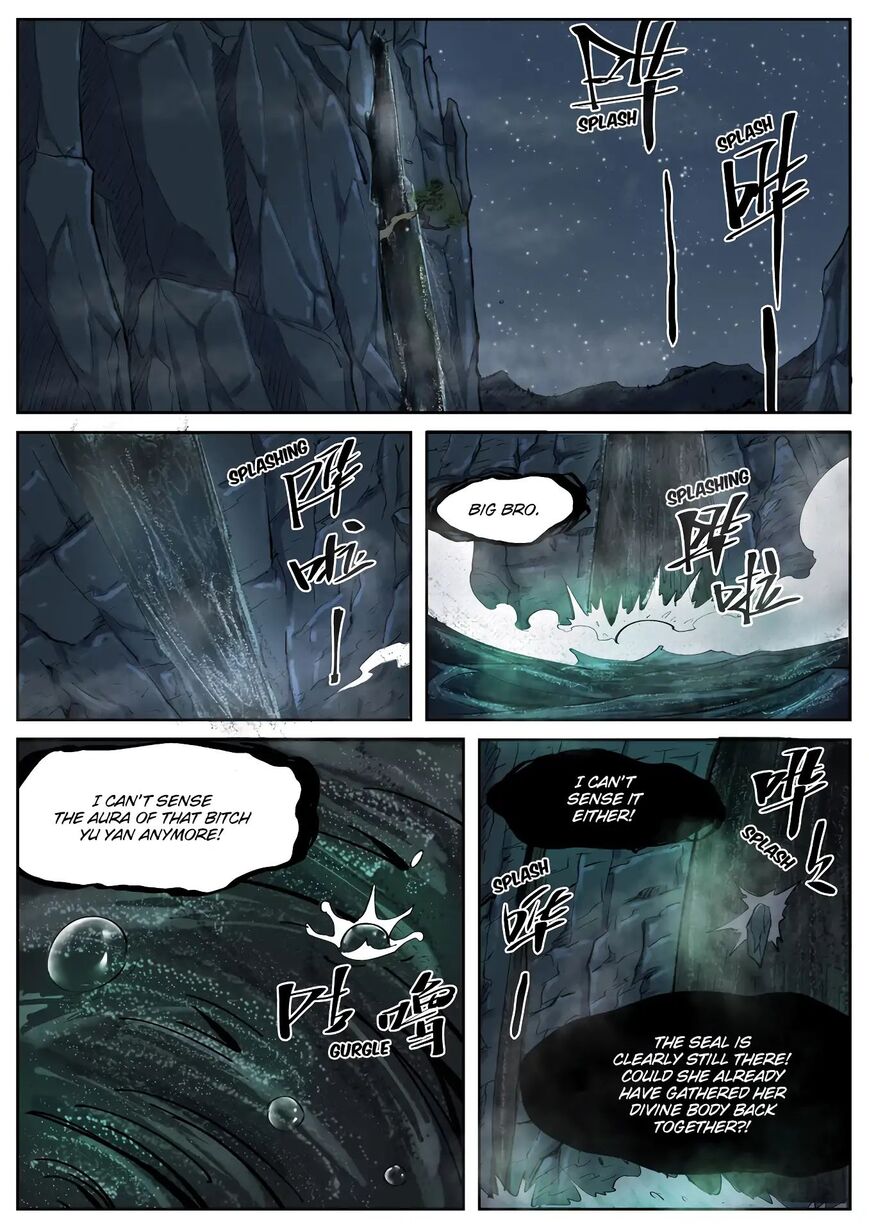 哗
SPLASH
SPLASH
哗
SPLASHING
哗
啦
BIG BRO.
SPLASHING
哗
啦
I CAN'T SENSE
THE AURA OF THAT BITCH
YU YAN ANYMORE!
咕噜
GURGLE
I CAN'T
SENSE IT
EITHER!
哗
SPLASH
SPLASH
哗
THE SEAL IS
CLEARLY STILL THERE!
COULD SHE ALREADY
HAVE GATHERED HER
DIVINE BODY BACK
TOGETHER?!